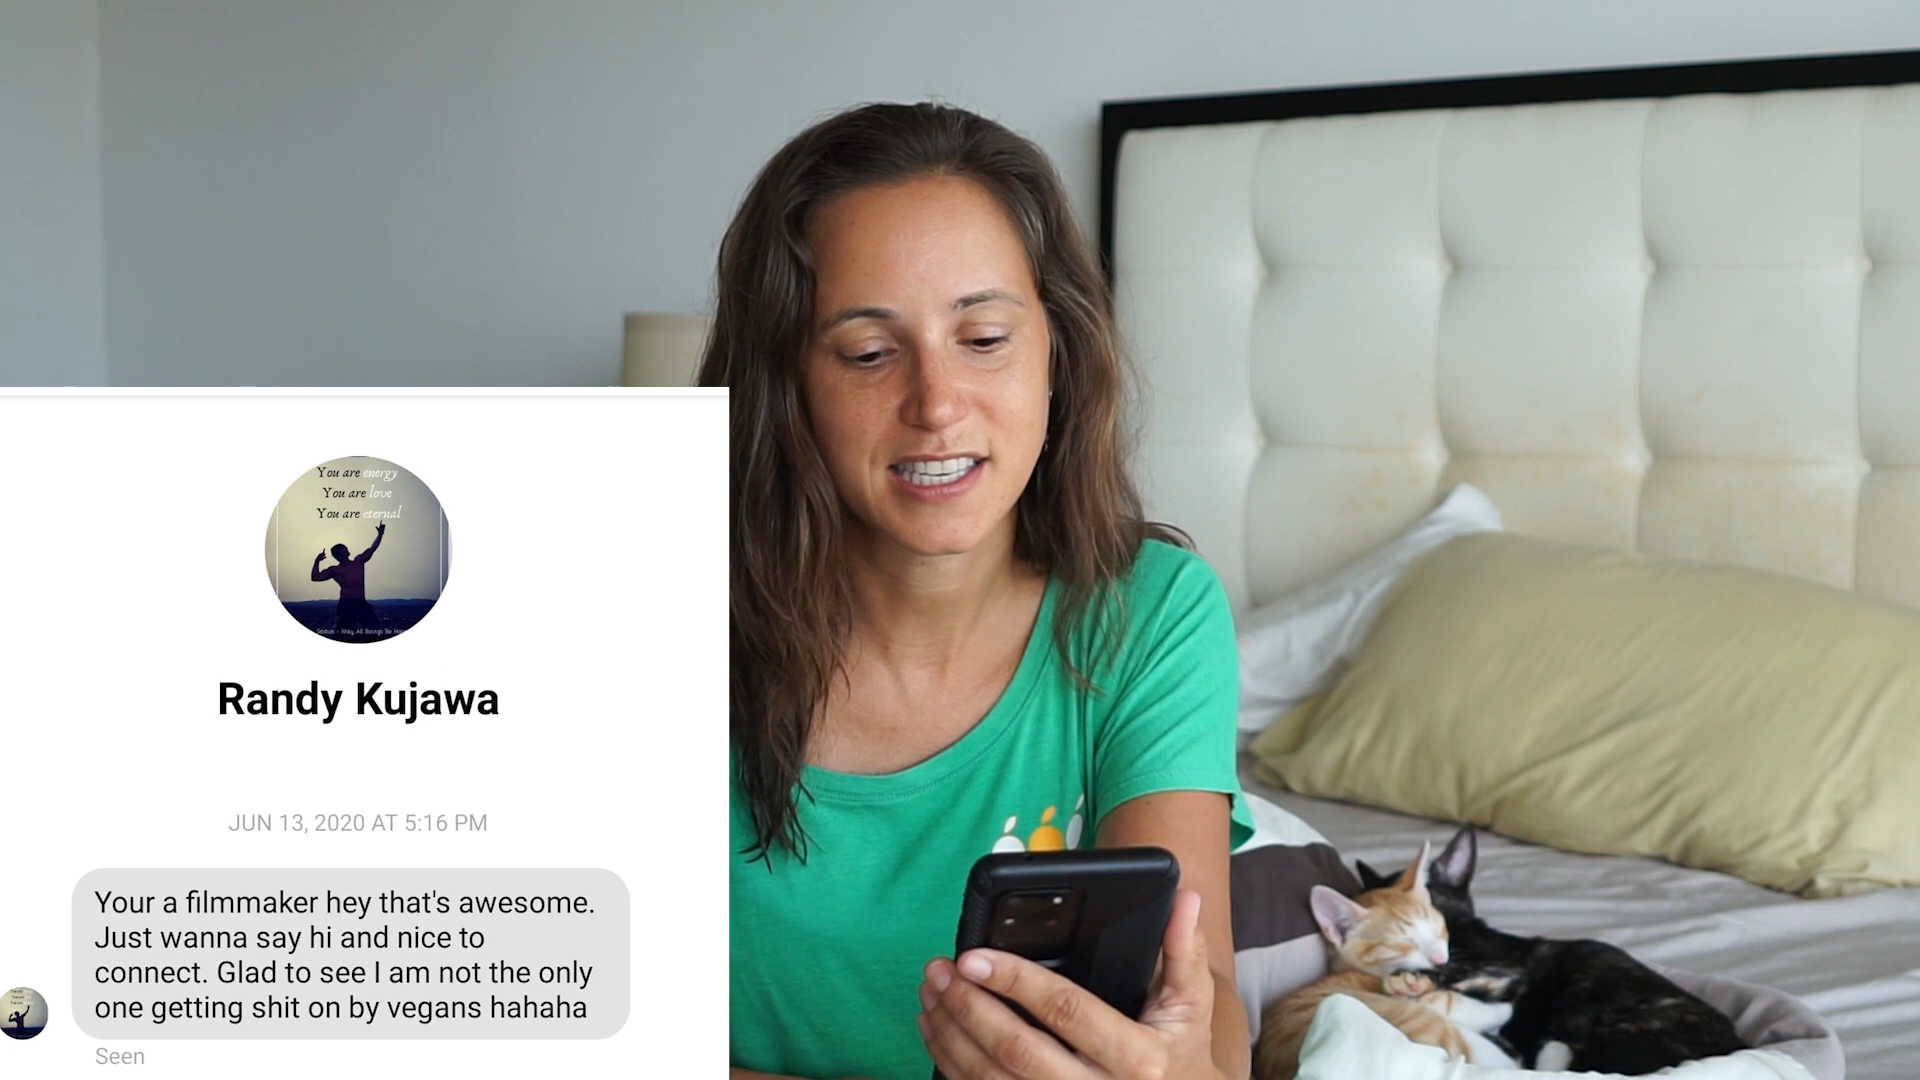 You are energy
You are love
You are eternal
Randy Kujawa
JUN 13, 2020 AT 5:16 PM
Your a filmmaker hey that's awesome.
Just wanna say hi and nice to
connect. Glad to see I am not the only
one getting shit on by vegans hahaha
Seen